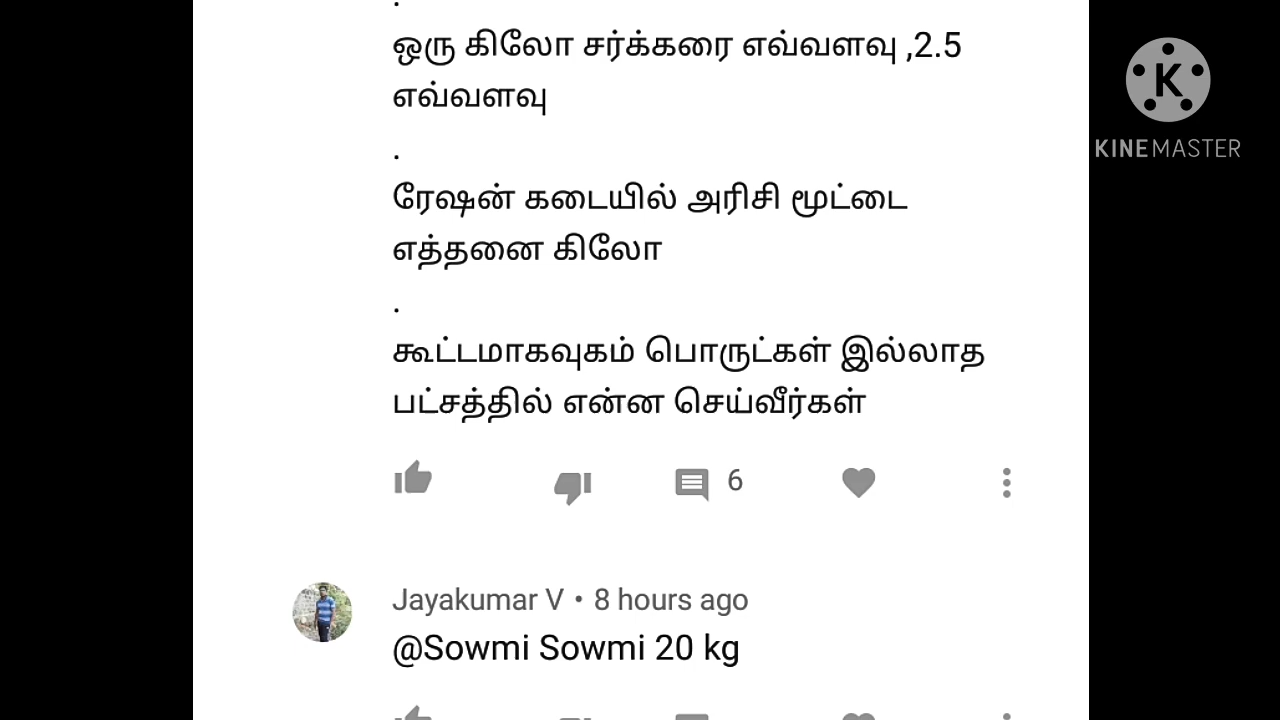 .
ஒரு கிலோ சர்க்கரை எவ்வளவு ,2.5
எவ்வளவு
.
ரேஷன் கடையில் அரிசி மூட்டை
எத்தனை கிலோ
.
கூட்டமாகவுகம் பொருட்கள் இல்லாத
பட்சத்தில் என்ன செய்வீர்கள்
6
Jayakumar V • 8 hours ago
@Sowmi Sowmi 20 kg
K
KINEMASTER